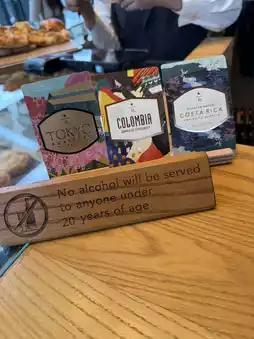 TOKYO
COLOMBIA
COSTA RICA
No alcohol will be served
to anyone under
20 years of age